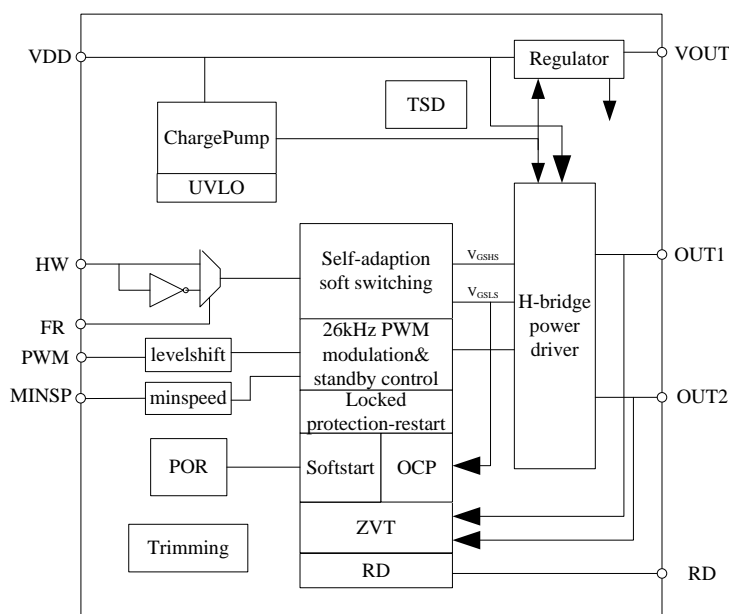 VDD
Regulator
VOUT
TSD
ChargePump
UVLO
HW
Self-adaption
soft switching
VGSHS
VGSLS
OUT1
H-bridge
power
driver
FR
PWM
levelshift
26kHz PWM
modulation&
standby control
MINSP
minspeed
OUT2
Locked
protection-restart
POR
Softstart
OCP
ZVT
Trimming
RD
RD